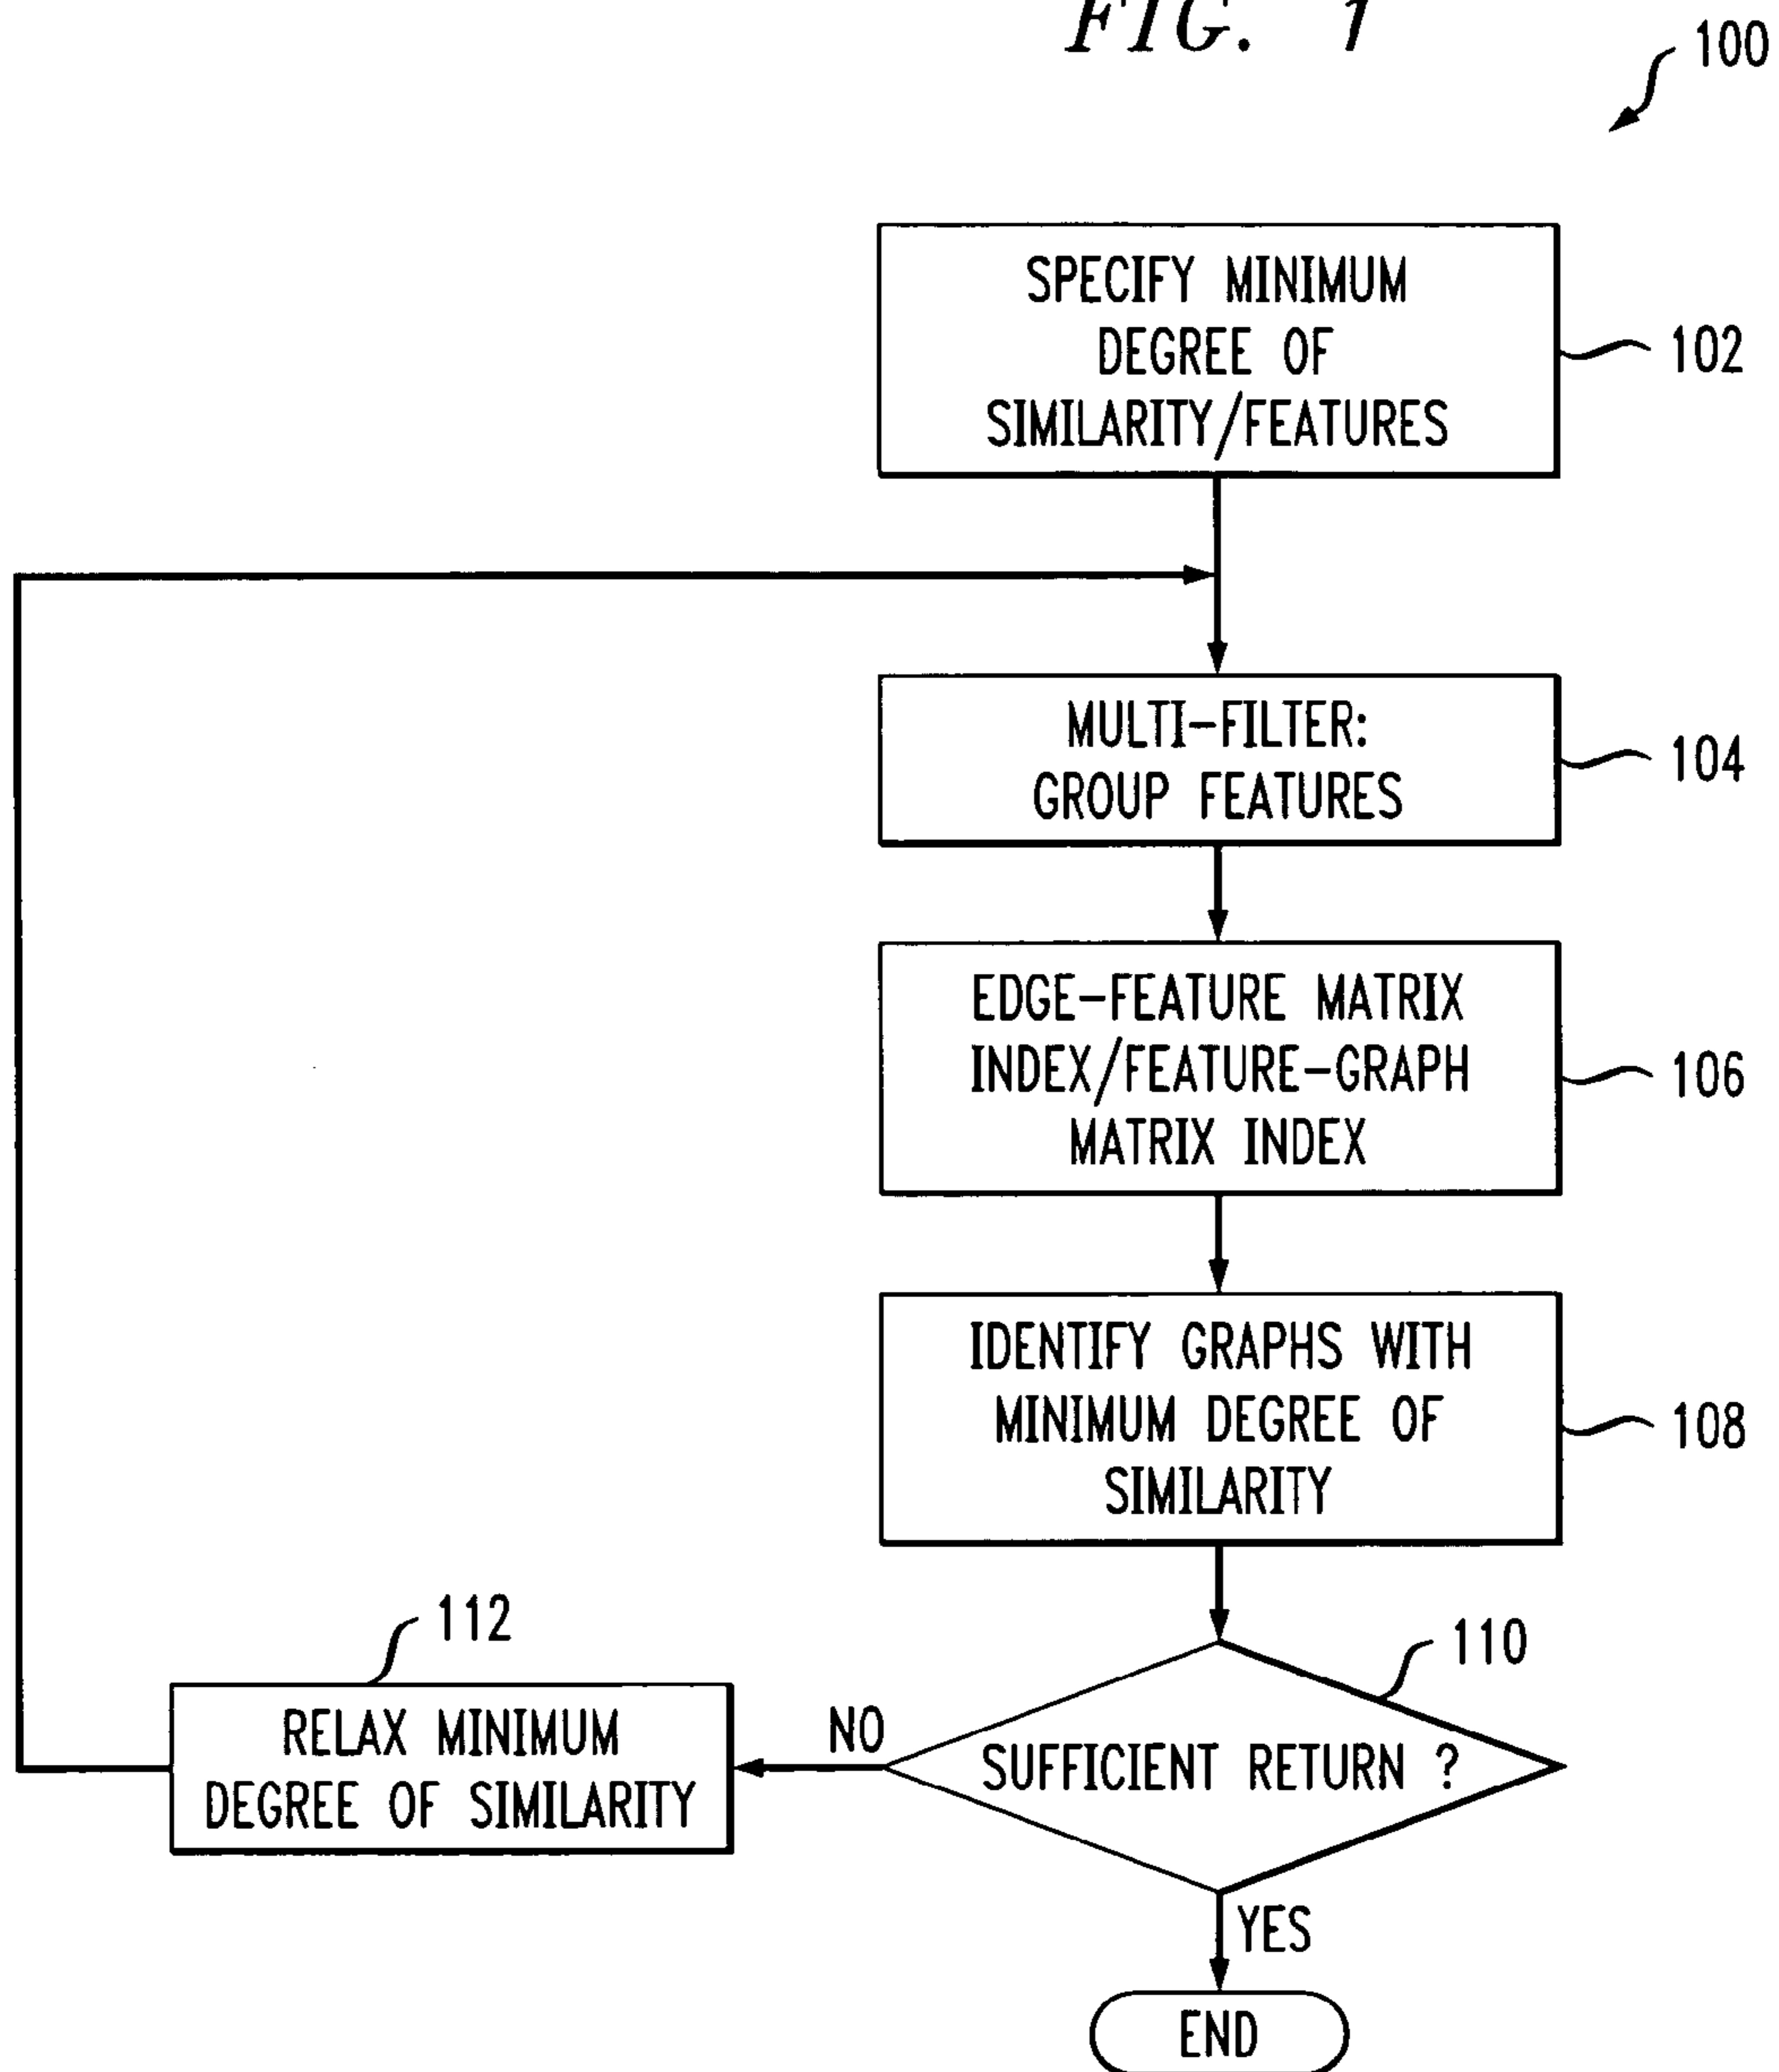 FIG. 1
100
SPECIFY MINIMUM
DEGREE OF
SIMILARITY/FEATURES
102
MULTI-FILTER:
GROUP FEATURES
104
EDGE-FEATURE MATRIX
INDEX/FEATURE-GRAPH
MATRIX INDEX
106
IDENTIFY GRAPHS WITH
MINIMUM DEGREE OF
SIMILARITY
108
112
110
RELAX MINIMUM
DEGREE OF SIMILARITY
NO
SUFFICIENT RETURN ?
YES
END